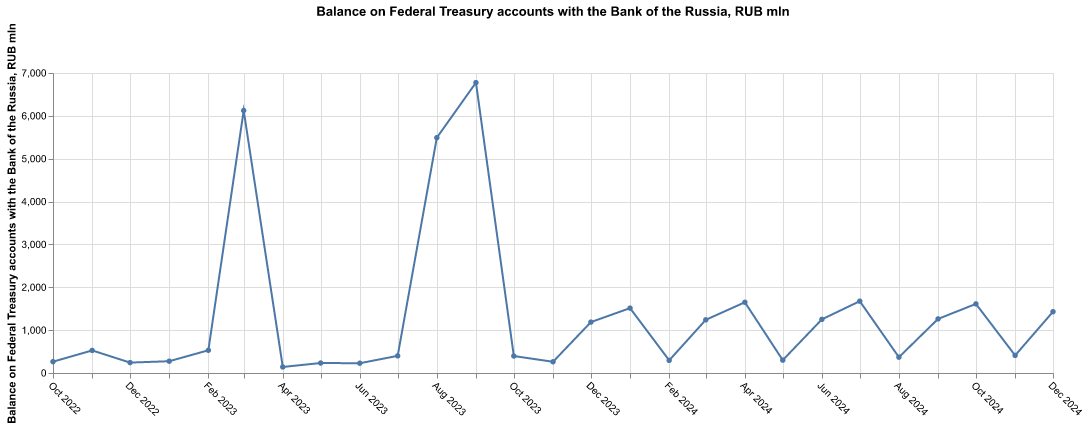 Balance on Federal Treasury accounts with the Bank of the Russia, RUB mln
Balance on Federal Treasury accounts with the Bank of the Russia, RUB mln
7,000
6,000
5,000
4,000
3,000
2,000
1,000
0
Oct 2022
Dec 2022
Feb 2023
Apr 2023
Jun 2023
Aug 2023
Oct 2023
Dec 2023
Feb 2024
Apr 2024
Jun 2024
Aug 2024
Oct 2024
Dec 2024